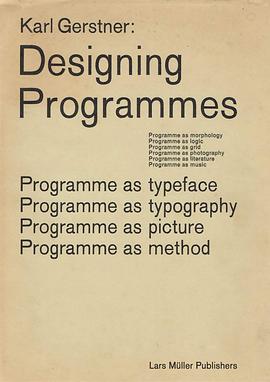 Karl Gerstner:
Designing
Programmes
Programme as morphology
Programme as logic
Programme as grid
Programme as photography
Programme as literature
Programme as music
Programme as typeface
Programme as typography
Programme as picture
Programme as method
Lars Müller Publishers